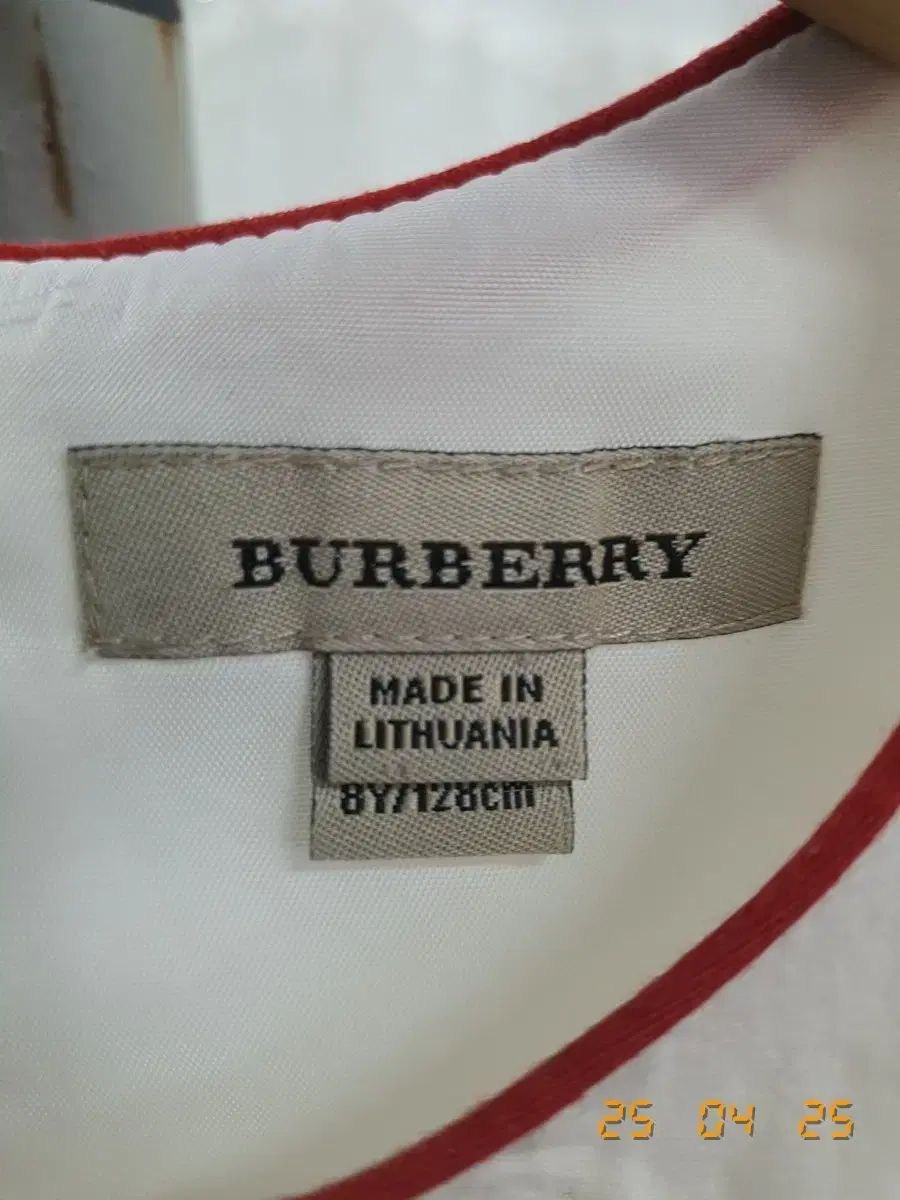 BURBERRY
MADE IN
LITHUANIA
8Y/128cm
25 04 25